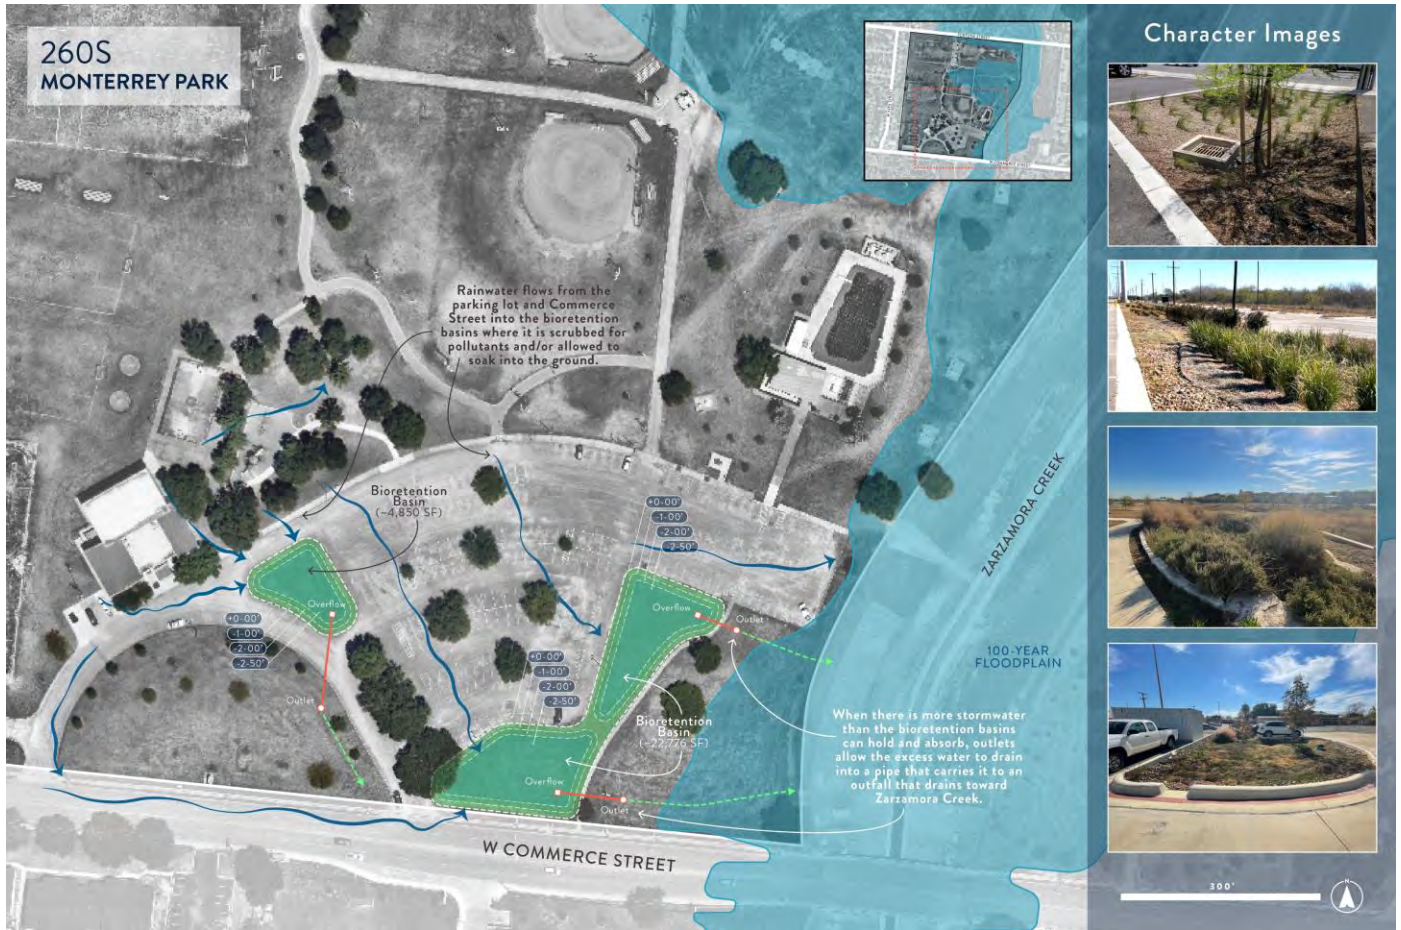 260S
MONTERREY PARK
Character Images
Rainwater flows from the
parking lot and Commerce
Street into the bioretention
basins where it is scrubbed for
pollutants and/or allowed to
soak into the ground.
Bioretention
Basin
(~4,850 SF)
+0-00'
-1-00'
-2-00'
-2-50'
Overflow
Outlet
+0-00'
-1-00'
-2-00'
-2-50'
Overflow
Outlet
+0-00'
-1-00'
-2-00'
-2-50'
Bioretention
Basin
(~22,776 SF)
Overflow
Outlet
ZARZAMORA CREEK
100-YEAR
FLOODPLAIN
When there is more stormwater
than the bioretention basins
can hold and absorb, outlets
allow the excess water to drain
into a pipe that carries it to an
outfall that drains toward
Zarzamora Creek.
W COMMERCE STREET
300'
N